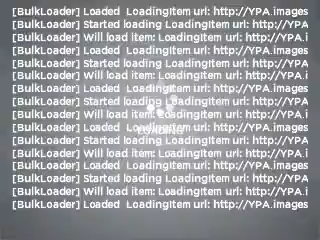 [BulkLoader] Loaded  LoadingItem url: http://YPA.images
[BulkLoader] Started loading LoadingItem url: http://YPA
[BulkLoader] Will load item: LoadingItem url: http://YPA.i
[BulkLoader] Loaded  LoadingItem url: http://YPA.images
[BulkLoader] Started loading LoadingItem url: http://YPA
[BulkLoader] Will load item: LoadingItem url: http://YPA.i
[BulkLoader] Loaded  LoadingItem url: http://YPA.images
[BulkLoader] Started loading LoadingItem url: http://YPA
[BulkLoader] Will load item: LoadingItem url: http://YPA.i
[BulkLoader] Loaded  LoadingItem url: http://YPA.images
LOADING
[BulkLoader] Started loading LoadingItem url: http://YPA
[BulkLoader] Will load item: LoadingItem url: http://YPA.i
[BulkLoader] Loaded  LoadingItem url: http://YPA.images
[BulkLoader] Started loading LoadingItem url: http://YPA
[BulkLoader] Will load item: LoadingItem url: http://YPA.i
[BulkLoader] Loaded  LoadingItem url: http://YPA.images